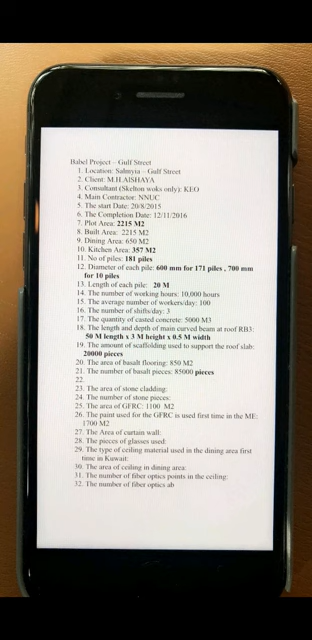 Babel Project – Gulf Street
1. Location: Salmyia – Gulf Street
2. Client: M.H.AlSHAYA
3. Consultant (Skelton woks only): KEO
4. Main Contractor: NNUC
5. The start Date: 20/8/2015
6. The Completion Date: 12/11/2016
7. Plot Area: 2215 M2
8. Built Area: 2215 M2
9. Dining Area: 650 M2
10. Kitchen Area: 357 M2
11. No of piles: 181 piles
12. Diameter of each pile: 600 mm for 171 piles , 700 mm
for 10 piles
13. Length of each pile: 20 M
14. The number of working hours: 10,000 hours
15. The average number of workers/day: 100
16. The number of shifts/day: 3
17. The quantity of casted concrete: 5000 M3
18. The length and depth of main curved beam at roof RB3:
50 M length x 3 M height x 0.5 M width
19. The amount of scaffolding used to support the roof slab:
20000 pieces
20. The area of basalt flooring: 850 M2
21. The number of basalt pieces: 85000 pieces
22.
23. The area of stone cladding:
24. The number of stone pieces:
25. The area of GFRC: 1100 M2
26. The paint used for the GFRC is used first time in the ME:
1700 M2
27. The Area of curtain wall:
28. The pieces of glasses used:
29. The type of ceiling material used in the dining area first
time in Kuwait:
30. The area of ceiling in dining area:
31. The number of fiber optics points in the ceiling:
32. The number of fiber optics ab